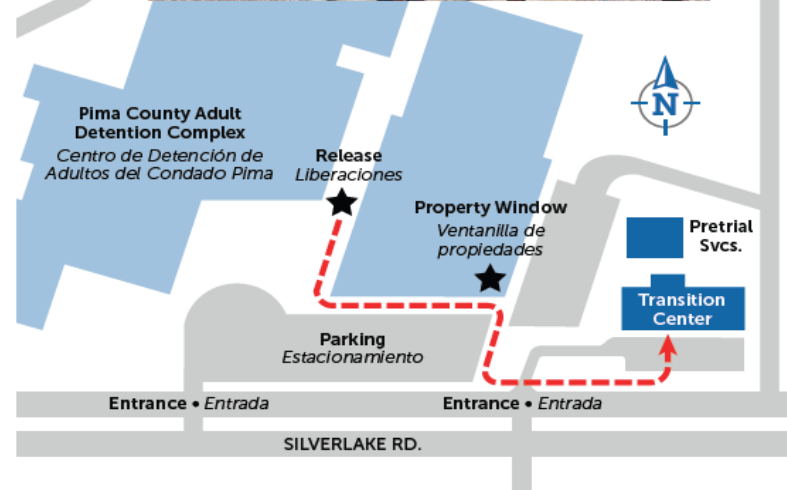 Pima County Adult
Detention Complex
Centro de Detención de
Adultos del Condado Pima
Release
Liberaciones
N
Property Window
Ventanilla de
propiedades
Pretrial
Svcs.
Transition
Center
Parking
Estacionamiento
Entrance • Entrada
Entrance • Entrada
SILVERLAKE RD.